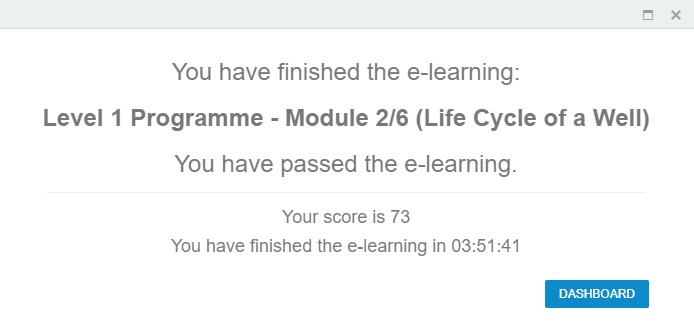 You have finished the e-learning:
Level 1 Programme - Module 2/6 (Life Cycle of a Well)
You have passed the e-learning.
Your score is 73
You have finished the e-learning in 03:51:41
DASHBOARD